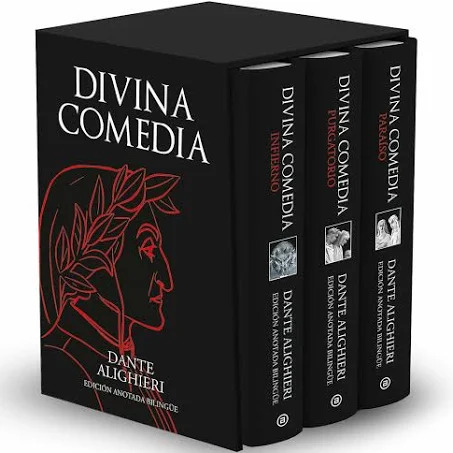 DIVINA
COMEDIA
DANTE
ALIGHIERI
EDICIÓN ANOTADA BILINGÜE
DIVINA COMEDIA
INFIERNO
DANTE ALIGHIERI
EDICIÓN ANOTADA BILINGÜE
a
DIVINA COMEDIA
PURGATORIO
DANTE ALIGHIERI
EDICIÓN ANOTADA BILINGÜE
a
DIVINA COMEDIA
PARAÍSO
DANTE ALIGHIERI
EDICIÓN ANOTADA BILINGÜE
a